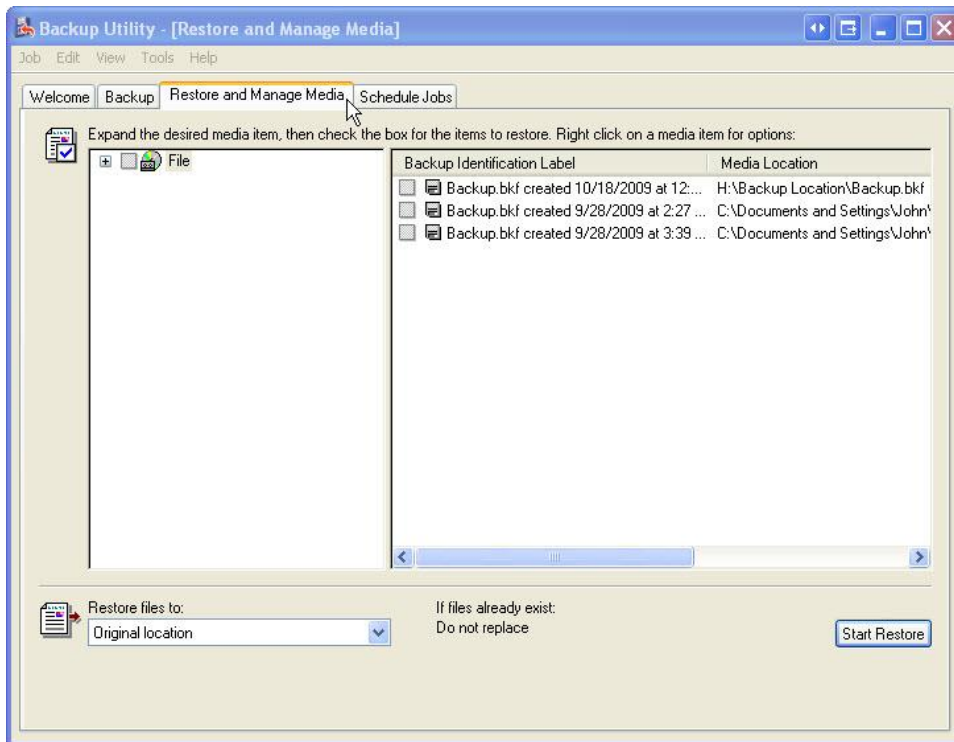 Backup Utility - [Restore and Manage Media]
Job Edit View Tools Help
Welcome Backup Restore and Manage Media Schedule Jobs
Expand the desired media item, then check the box for the items to restore. Right click on a media item for options:
File
Backup Identification Label Media Location
Backup.bkf created 10/18/2009 at 12:... H:\Backup Location\Backup.bkf
Backup.bkf created 9/28/2009 at 2:27 ... C:\Documents and Settings\John\
Backup.bkf created 9/28/2009 at 3:39 ... C:\Documents and Settings\John\
Restore files to:
Original location
If files already exist:
Do not replace
Start Restore